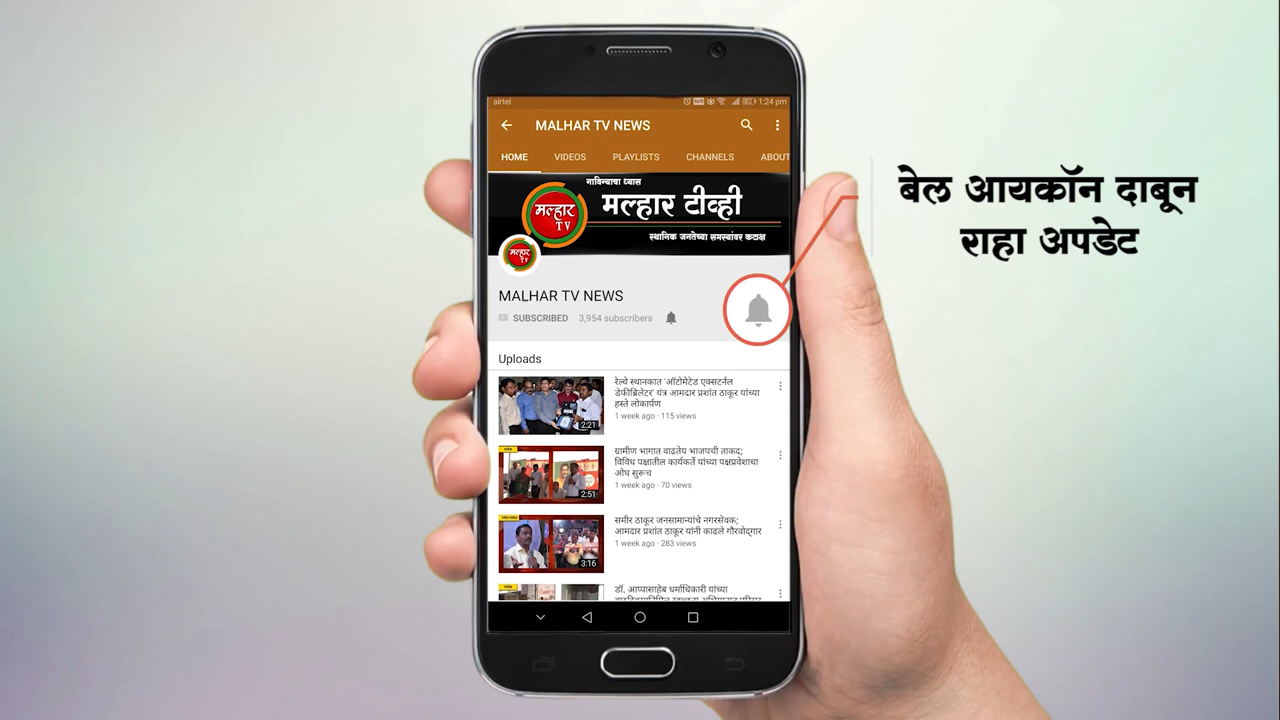 airtel 1:24 pm
MALHAR TV NEWS
HOME VIDEOS PLAYLISTS CHANNELS ABOUT
नाविन्याचा ध्यास
मल्हार टीव्ही
स्थानिक जनतेच्या समस्यांवर कटाक्ष
मल्हार
TV
मल्हार
TV
MALHAR TV NEWS
SUBSCRIBED 3,954 subscribers
Uploads
रेल्वे स्थानकात 'ऑटोमेटेड एक्सटर्नल
डेफीब्रिलेटर' यंत्र आमदार प्रशांत ठाकूर यांच्या
हस्ते लोकार्पण
1 week ago · 115 views
2:21
ग्रामीण भागात वाढतेय भाजपची ताकद;
विविध पक्षातील कार्यकर्ते यांच्या पक्षप्रवेशाचा
ओघ सुरूच
1 week ago · 70 views
2:51
समीर ठाकूर जनसामान्यांचे नगरसेवक;
आमदार प्रशांत ठाकूर यांनी काढले गौरवोद्गार
1 week ago · 283 views
3:16
डॉ. आप्पासाहेब धर्माधिकारी यांच्या
बेल आयकॉन दाबून
राहा अपडेट